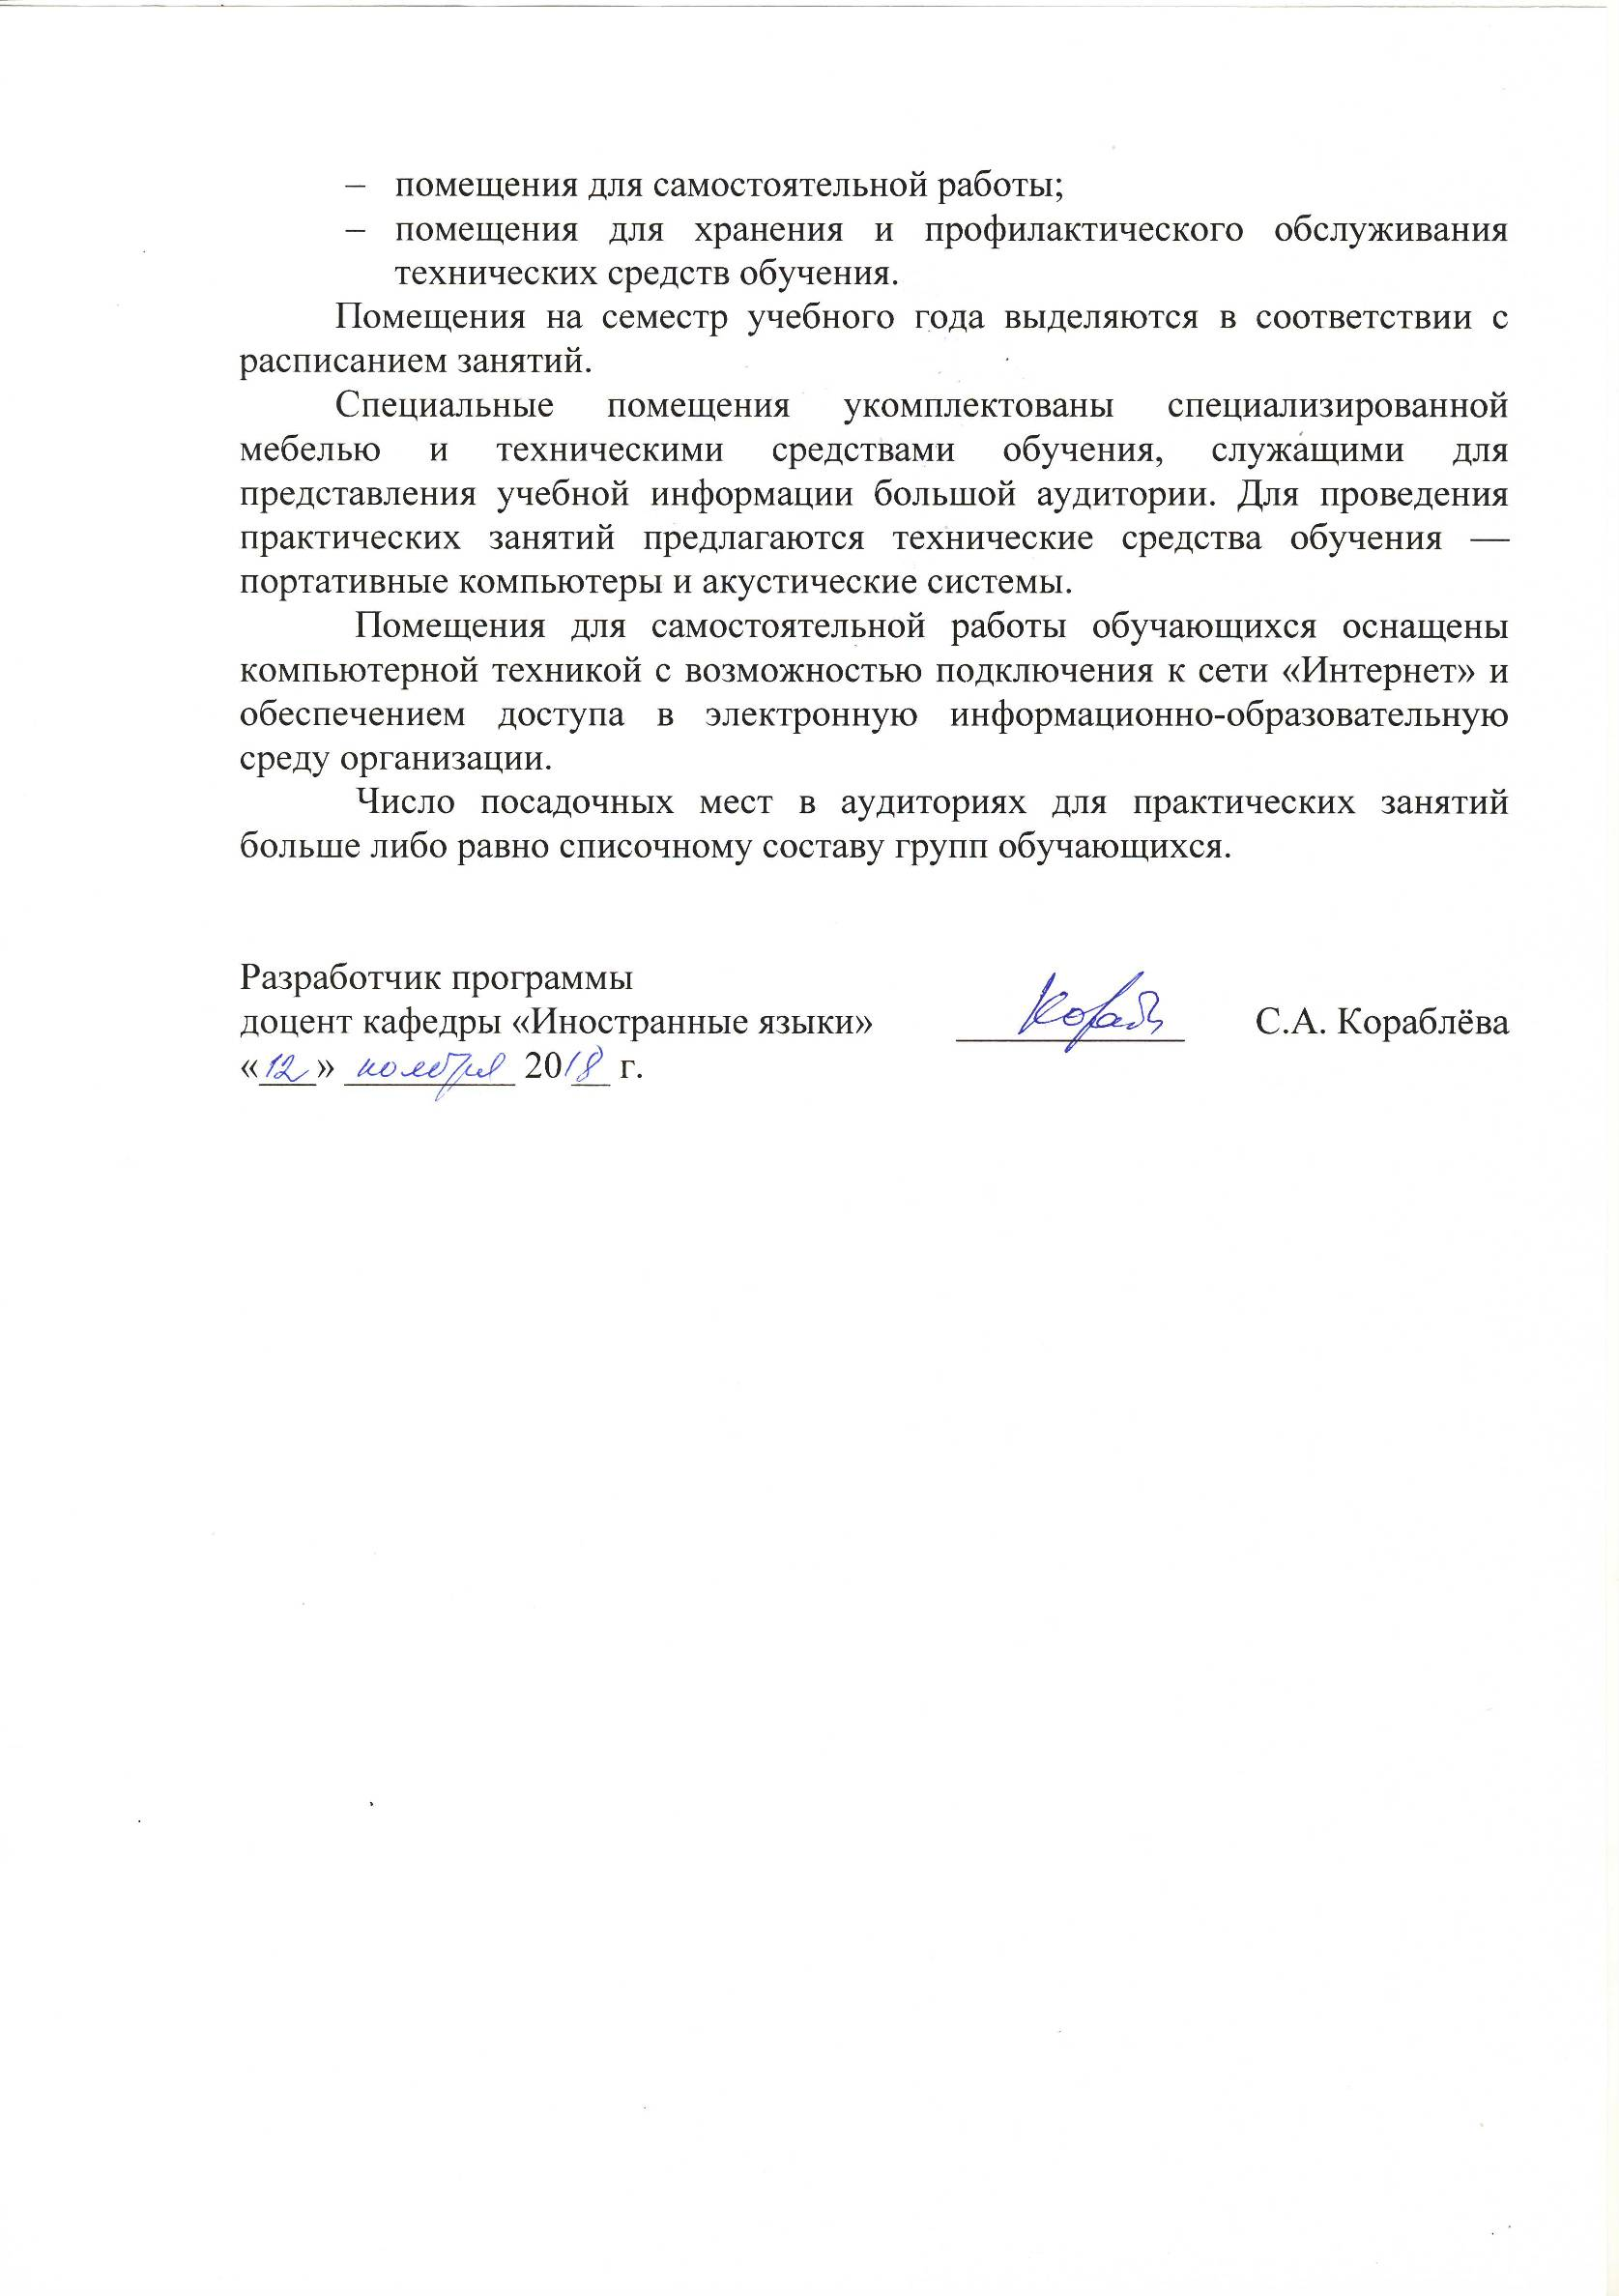 – помещения для самостоятельной работы;
– помещения для хранения и профилактического обслуживания
технических средств обучения.
Помещения на семестр учебного года выделяются в соответствии с
расписанием занятий.
Специальные помещения укомплектованы специализированной
мебелью и техническими средствами обучения, служащими для
представления учебной информации большой аудитории. Для проведения
практических занятий предлагаются технические средства обучения —
портативные компьютеры и акустические системы.
Помещения для самостоятельной работы обучающихся оснащены
компьютерной техникой с возможностью подключения к сети «Интернет» и
обеспечением доступа в электронную информационно-образовательную
среду организации.
Число посадочных мест в аудиториях для практических занятий
больше либо равно списочному составу групп обучающихся.
Разработчик программы
доцент кафедры «Иностранные языки» С.А. Кораблёва
«12» ноября 2018 г.